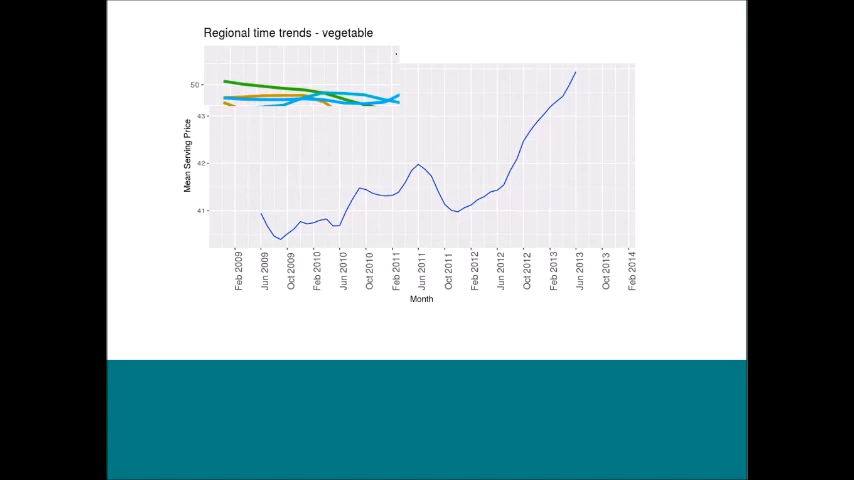 Regional time trends - vegetable
50
43
42
41
Mean Serving Price
Feb 2009
Jun 2009
Oct 2009
Feb 2010
Jun 2010
Oct 2010
Feb 2011
Jun 2011
Oct 2011
Feb 2012
Jun 2012
Oct 2012
Feb 2013
Jun 2013
Oct 2013
Feb 2014
Month